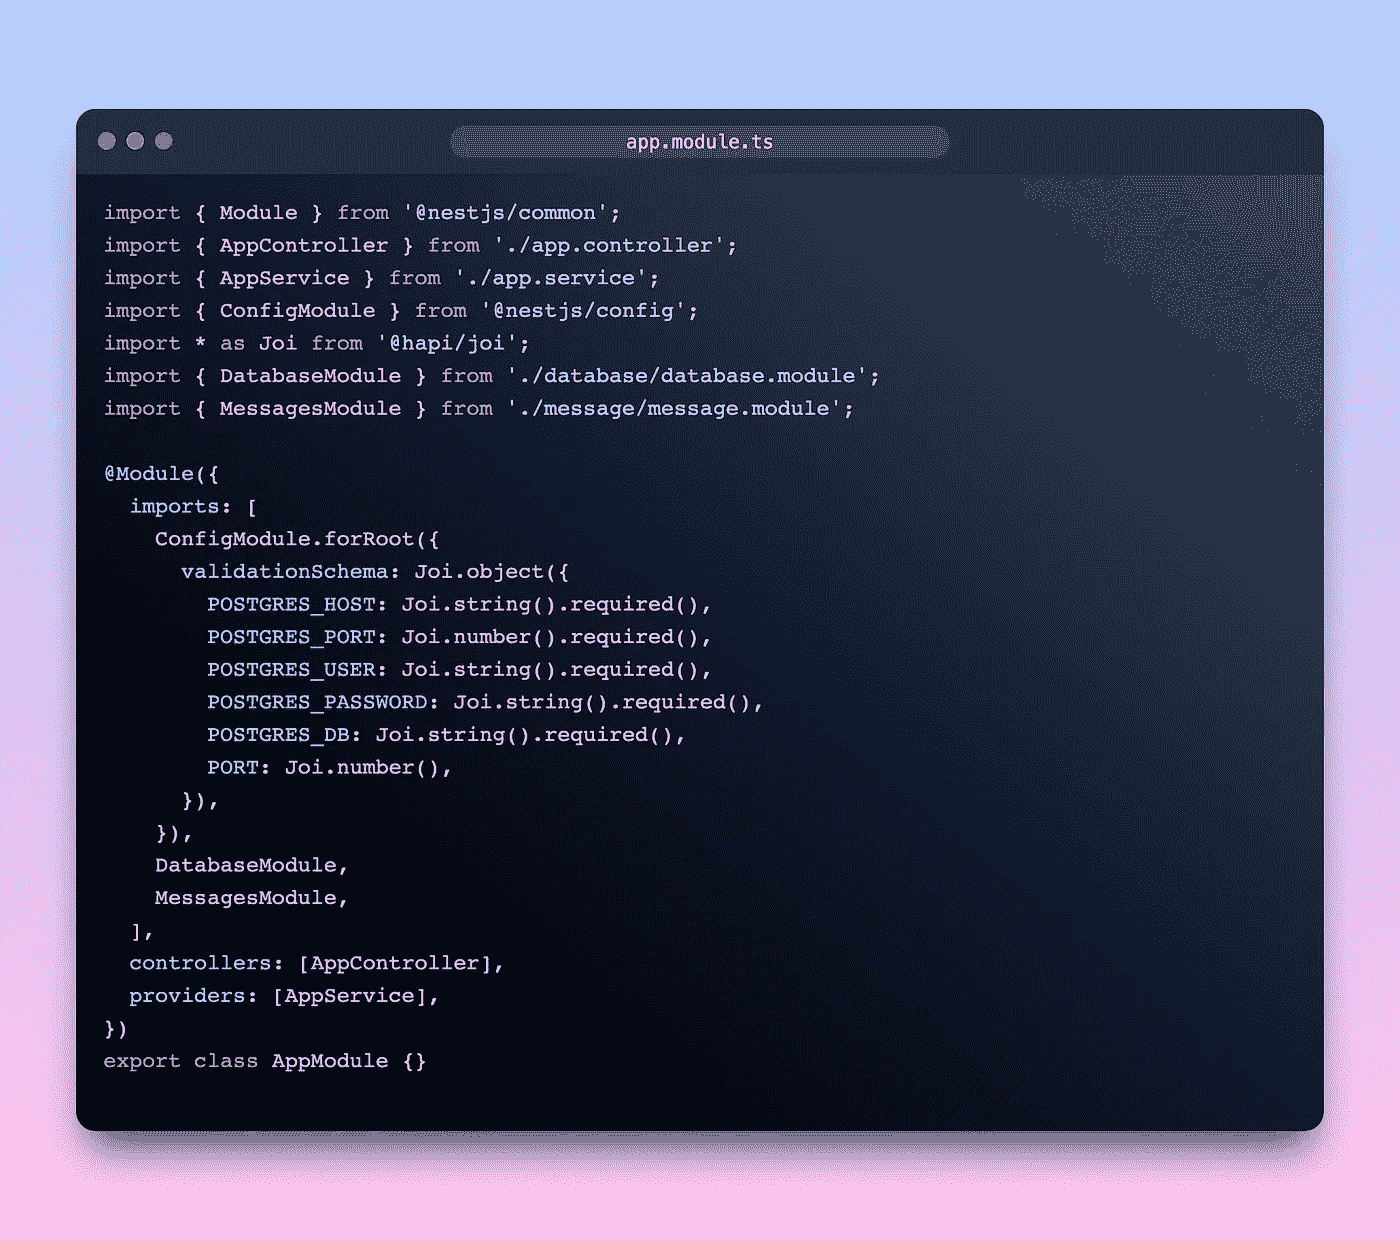 app.module.ts
import { Module } from '@nestjs/common';
import { AppController } from './app.controller';
import { AppService } from './app.service';
import { ConfigModule } from '@nestjs/config';
import * as Joi from '@hapi/joi';
import { DatabaseModule } from './database/database.module';
import { MessagesModule } from './message/message.module';

@Module({
  imports: [
    ConfigModule.forRoot({
      validationSchema: Joi.object({
        POSTGRES_HOST: Joi.string().required(),
        POSTGRES_PORT: Joi.number().required(),
        POSTGRES_USER: Joi.string().required(),
        POSTGRES_PASSWORD: Joi.string().required(),
        POSTGRES_DB: Joi.string().required(),
        PORT: Joi.number(),
      }),
    }),
    DatabaseModule,
    MessagesModule,
  ],
  controllers: [AppController],
  providers: [AppService],
})
export class AppModule {}